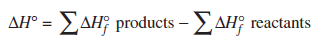 ΔH° = ∑ΔH°f products – ∑ΔH°f reactants